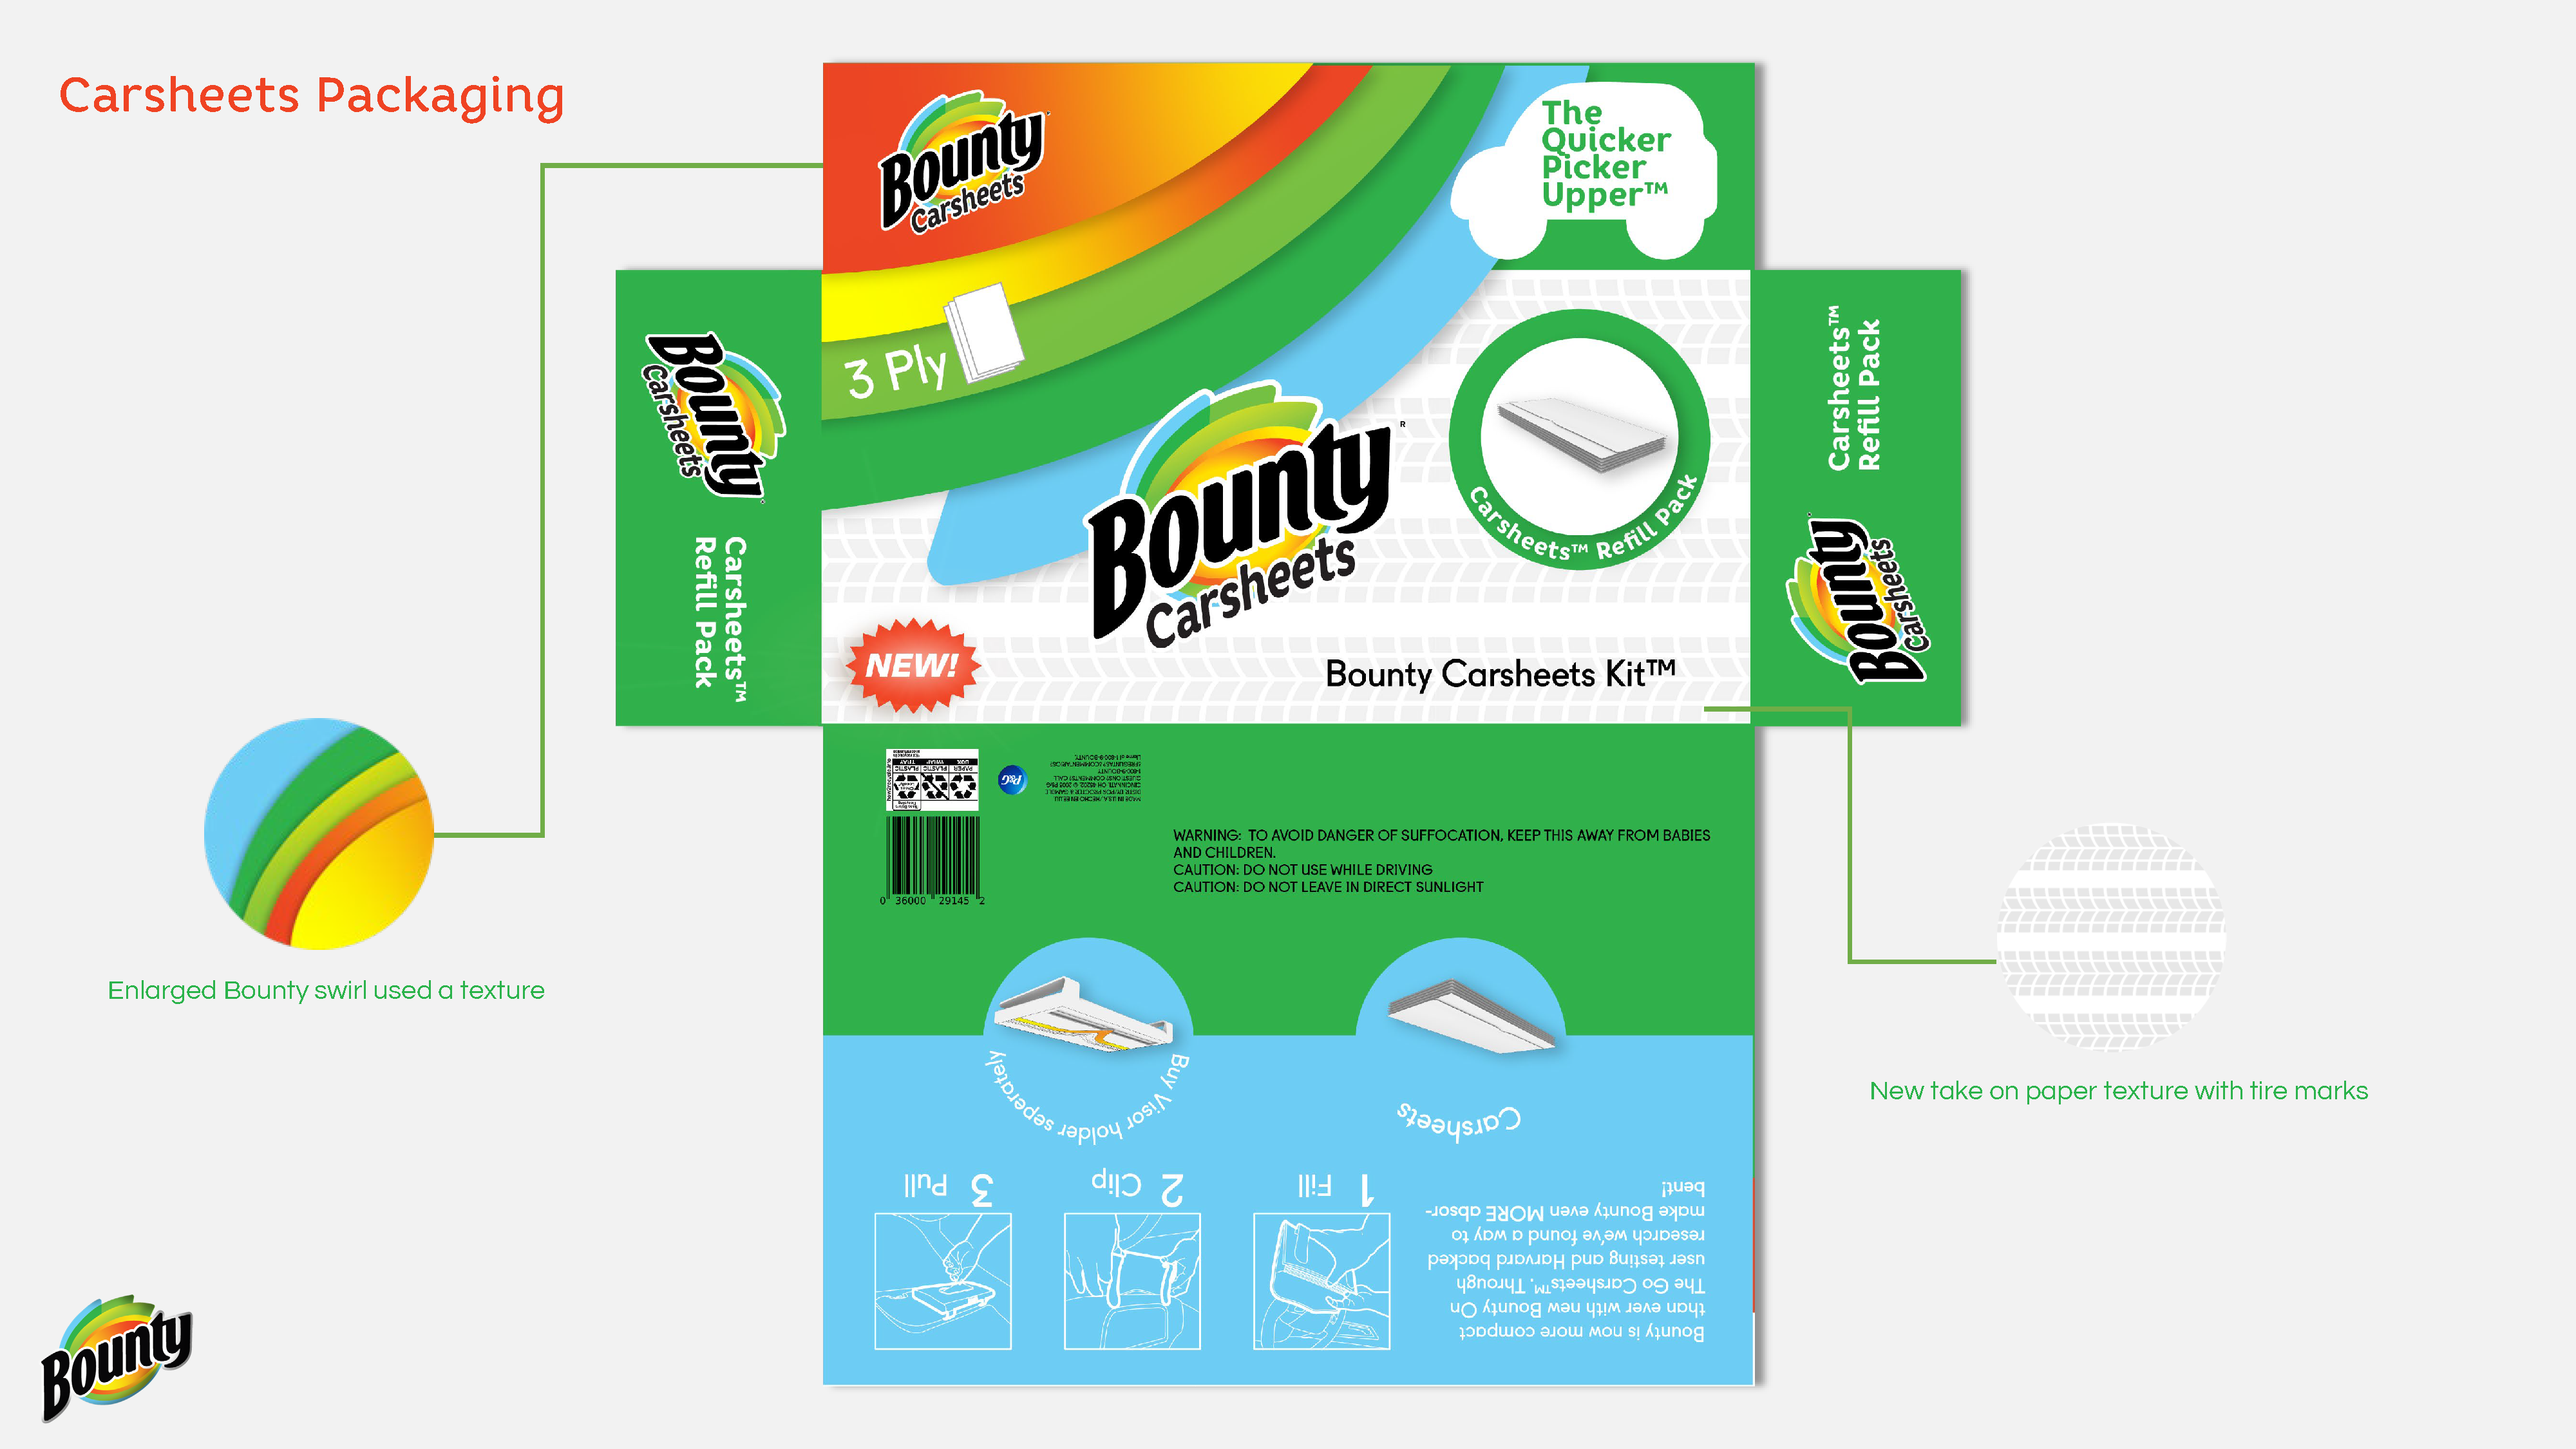 Carsheets Packaging
Bounty
Carsheets
The
Quicker
Picker
Upper™
3 Ply
Bounty
Carsheets
Carsheets™
Refill Pack
Bounty
Carsheets
®
Carsheets™ Refill Pack
NEW!
Bounty Carsheets Kit™
Carsheets™
Refill Pack
Bounty
Carsheets
P&G
WARNING: TO AVOID DANGER OF SUFFOCATION, KEEP THIS AWAY FROM BABIES
AND CHILDREN.
CAUTION: DO NOT USE WHILE DRIVING
CAUTION: DO NOT LEAVE IN DIRECT SUNLIGHT
0 36000 29145 2
Buy Visor holder seperately
Carsheets
Bounty is now more compact
than ever with new Bounty On
The Go Carsheets™. Through
user testing and Harvard backed
research we've found a way to
make Bounty even MORE absor-
bent!
1 Fill
2 Clip
3 Pull
Enlarged Bounty swirl used a texture
New take on paper texture with tire marks
Bounty